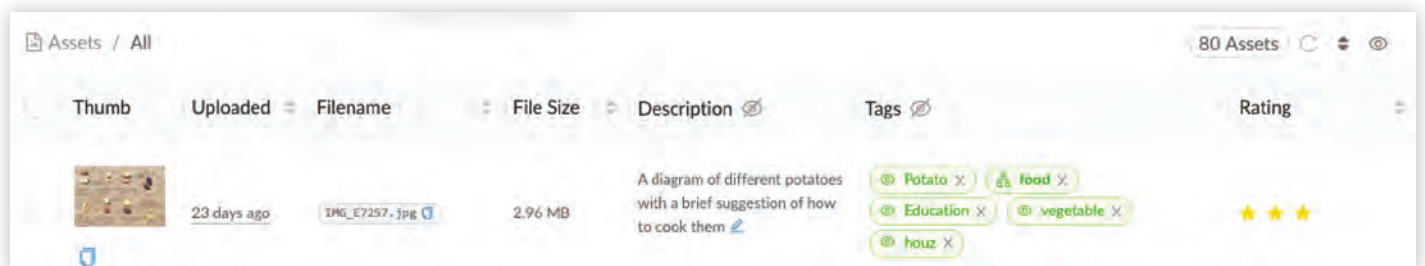 Assets / All
80 Assets
Thumb Uploaded Filename File Size Description Tags Rating
A diagram of different potatoes
with a brief suggestion of how
to cook them
23 days ago
IMG_E7257.jpg
2.96 MB
Potato X food X
Education X vegetable X
houz X